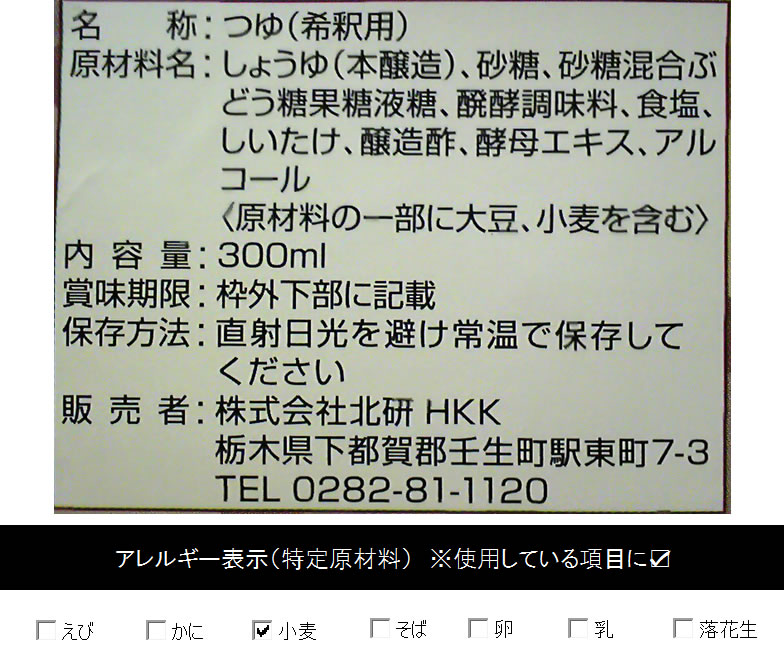 名称：つゆ（希釈用）
原材料名：しょうゆ（本醸造）、砂糖、砂糖混合ぶ
どう糖果糖液糖、醗酵調味料、食塩、
しいたけ、醸造酢、酵母エキス、アル
コール
〈原材料の一部に大豆、小麦を含む〉
内容量：300ml
賞味期限：枠外下部に記載
保存方法：直射日光を避け常温で保存して
ください
販売者：株式会社北研 HKK
栃木県下都賀郡壬生町駅東町7-3
TEL 0282-81-1120
アレルギー表示（特定原材料） ※使用している項目に☑
えび かに 小麦 そば 卵 乳 落花生